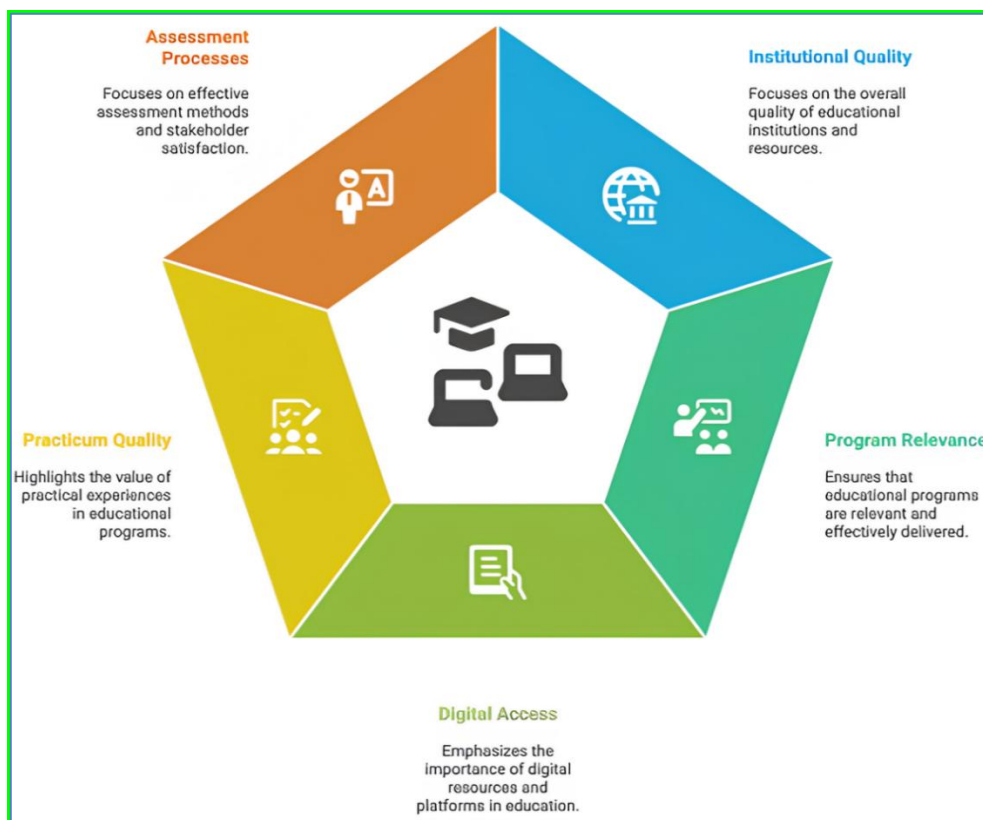 Assessment
Processes
Focuses on effective
assessment methods
and stakeholder
satisfaction.
Institutional Quality
Focuses on the overall
quality of educational
institutions and
resources.
A
Practicum Quality
Highlights the value of
practical experiences
in educational
programs.
Program Relevance
Ensures that
educational programs
are relevant and
effectively delivered.
Digital Access
Emphasizes the
importance of digital
resources and
platforms in education.